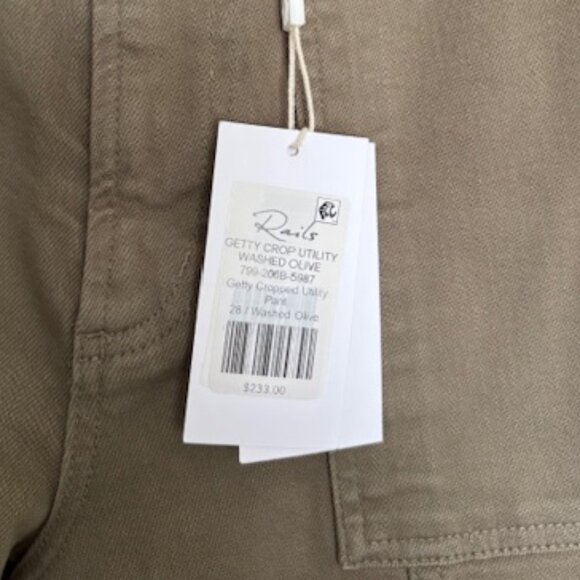 Rails
GETTY CROP UTILITY
WASHED OLIVE
799-206B-5987
Getty Cropped Utility
Pant
28 / Washed Olive
$233.00